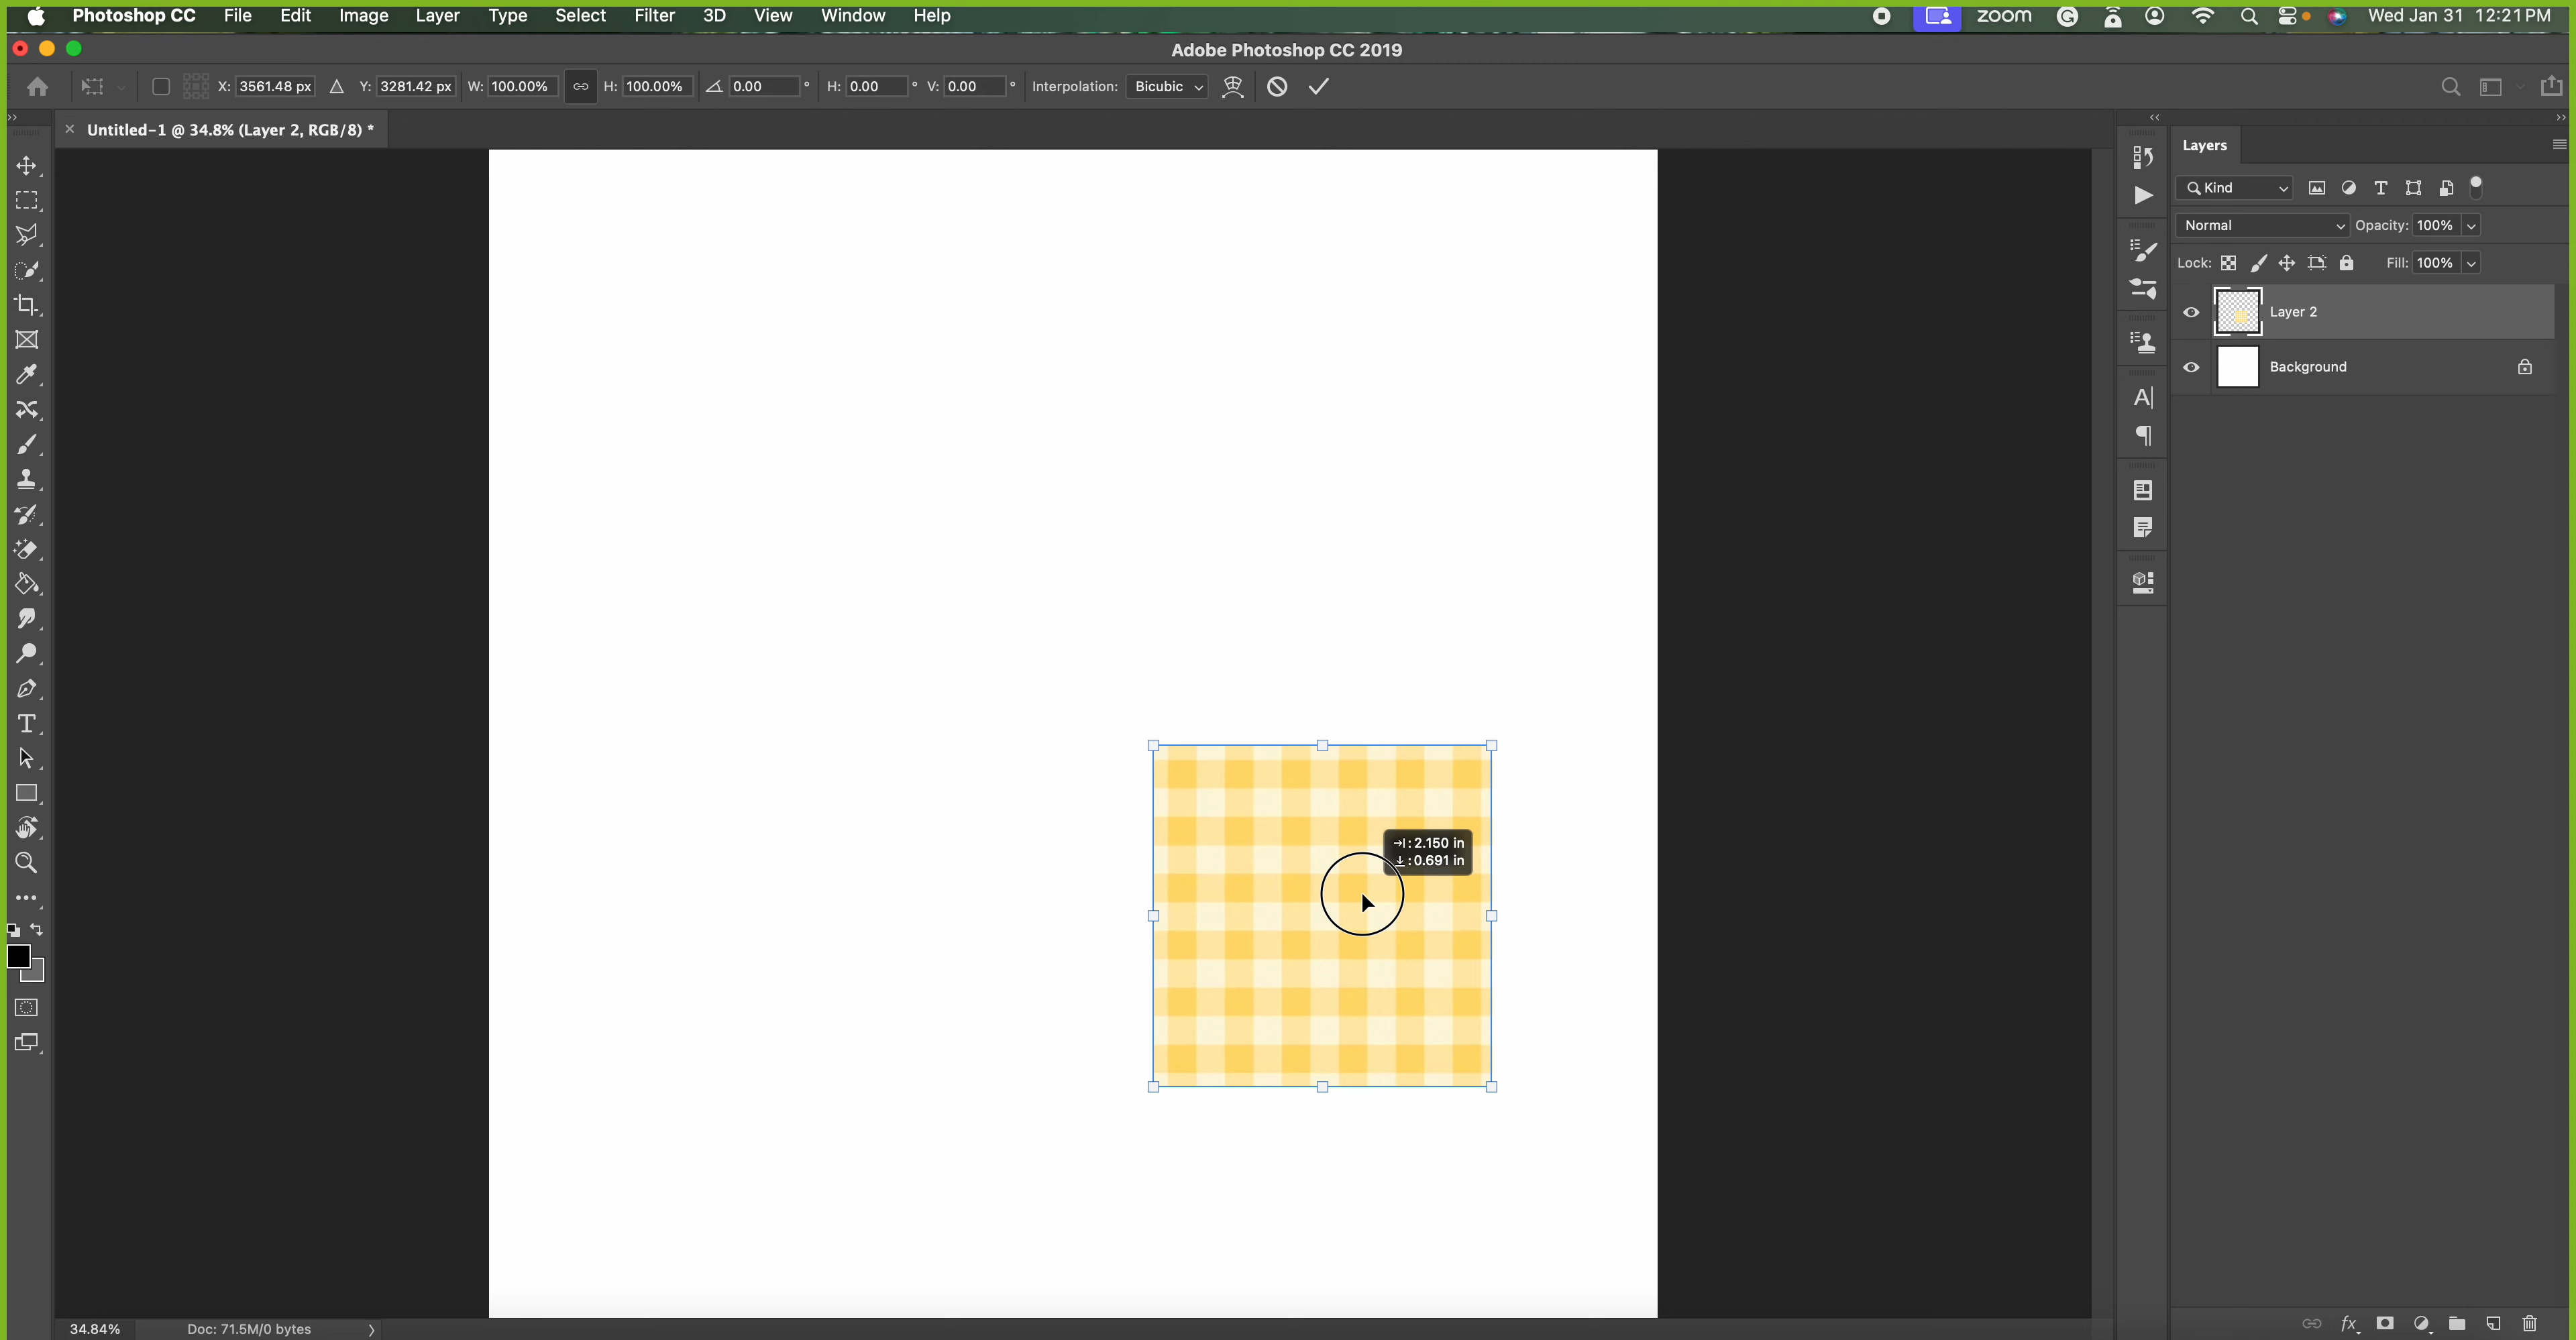 Photoshop CC File Edit Image Layer Type Select Filter 3D View Window Help zoom Wed Jan 31 12:21 PM
Adobe Photoshop CC 2019
X: 3561.48 px Y: 3281.42 px W: 100.00% H: 100.00% 0.00 ° H: 0.00 ° V: 0.00 ° Interpolation: Bicubic
Untitled-1 @ 34.8% (Layer 2, RGB/8) *
Layers
Kind
Normal Opacity: 100%
Lock: Fill: 100%
Layer 2
Background
2.150 in
0.691 in
34.84% Doc: 71.5M/0 bytes
fx